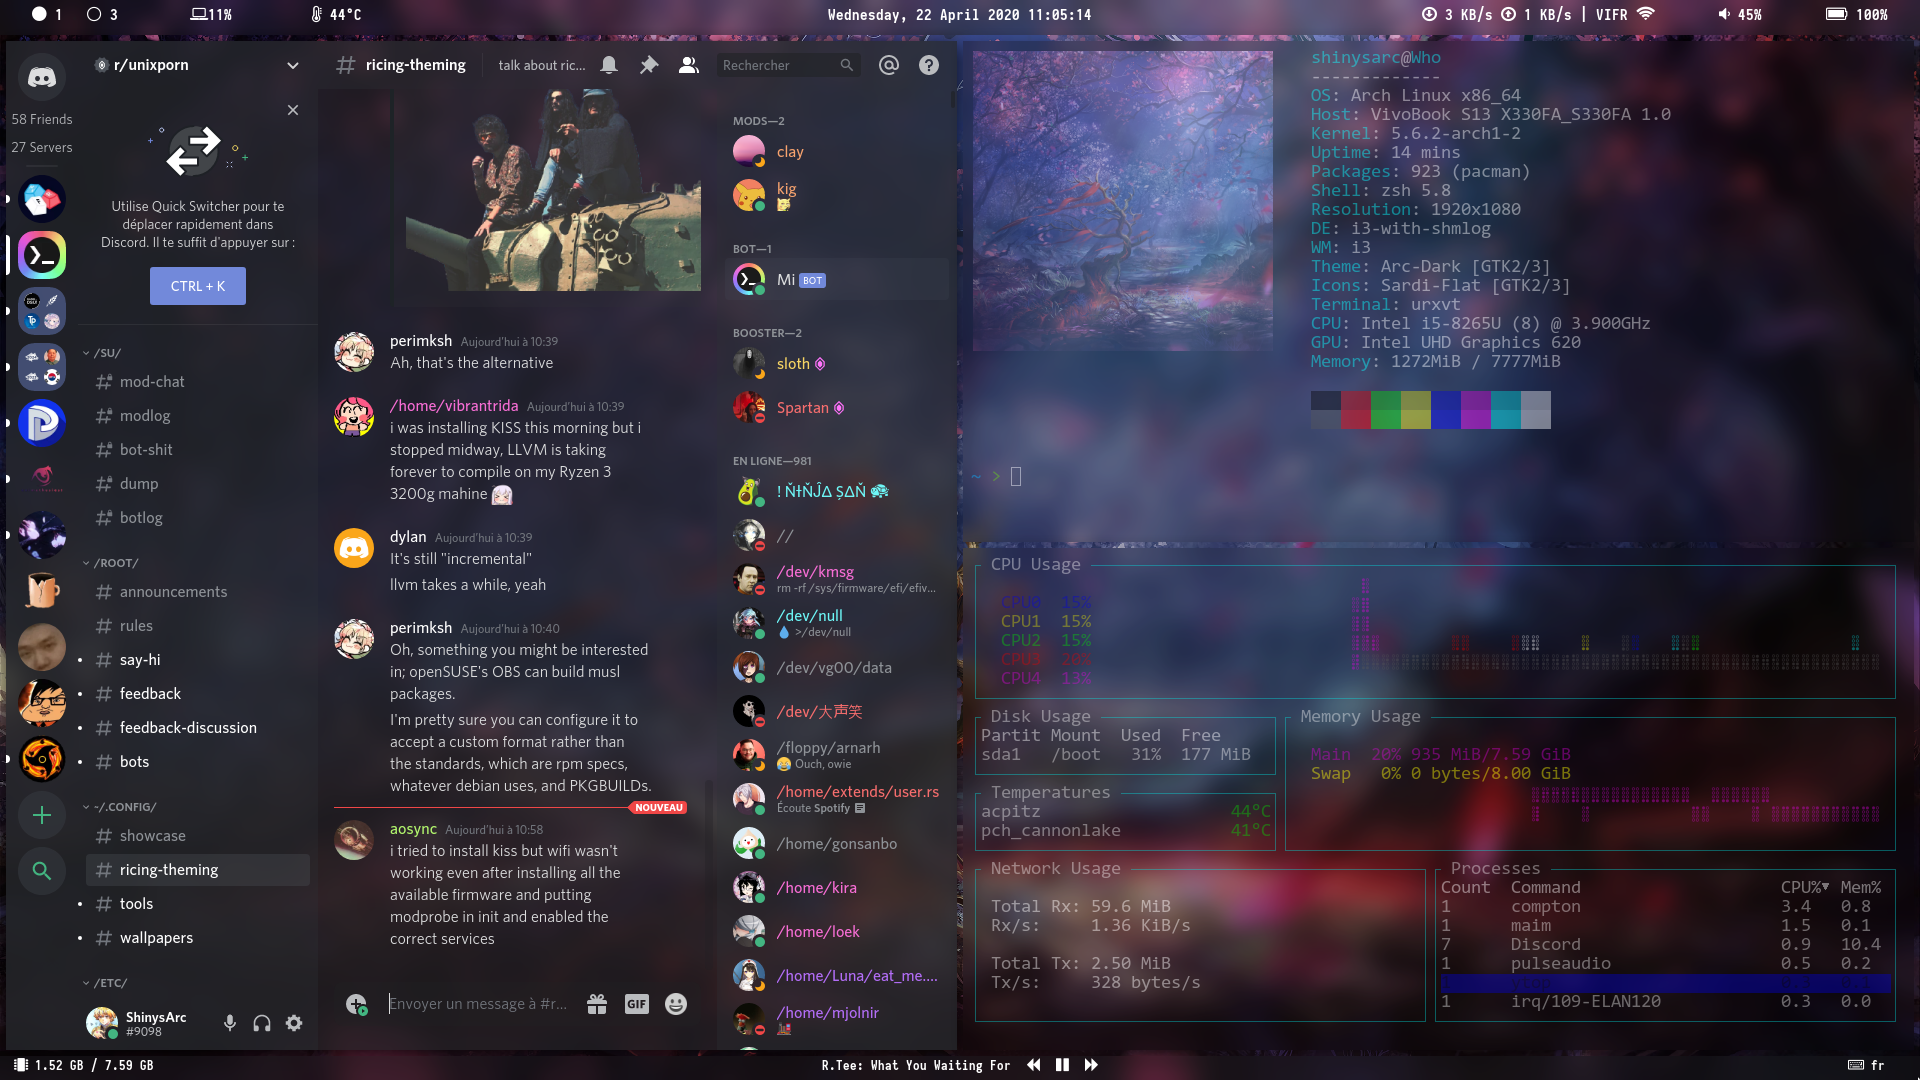 1 3 11% 44°C
Wednesday, 22 April 2020 11:05:14
3 KB/s 1 KB/s | VIFR 45% 100%
58 Friends
27 Servers
r/unixporn
Utilise Quick Switcher pour te
déplacer rapidement dans
Discord. Il te suffit d'appuyer sur :
CTRL + K
/SU/
mod-chat
modlog
bot-shit
dump
botlog
/ROOT/
announcements
rules
say-hi
feedback
feedback-discussion
bots
~/.CONFIG/
showcase
ricing-theming
tools
wallpapers
/ETC/
ShinysArc
#9098
ricing-theming talk about ric... Rechercher
perimksh Aujourd'hui à 10:39
Ah, that's the alternative
/home/vibrantrida Aujourd'hui à 10:39
i was installing KISS this morning but i
stopped midway, LLVM is taking
forever to compile on my Ryzen 3
3200g mahine
dylan Aujourd'hui à 10:39
It's still "incremental"
llvm takes a while, yeah
perimksh Aujourd'hui à 10:40
Oh, something you might be interested
in; openSUSE's OBS can build musl
packages.
I'm pretty sure you can configure it to
accept a custom format rather than
the standards, which are rpm specs,
whatever debian uses, and PKGBUILDs.
NOUVEAU
aosync Aujourd'hui à 10:58
i tried to install kiss but wifi wasn't
working even after installing all the
available firmware and putting
modprobe in init and enabled the
correct services
Envoyer un message à #r... GIF
MODS—2
clay
kig
BOT—1
Mi BOT
BOOSTER—2
sloth
Spartan
EN LIGNE—981
//
/dev/kmsg
rm -rf /sys/firmware/efi/efiv...
/dev/null
>/dev/null
/dev/vg00/data
/dev/大声笑
/floppy/arnarh
Ouch, owie
/home/extends/user.rs
Écoute Spotify
/home/gonsanbo
/home/kira
/home/loek
/home/Luna/eat_me....
/home/mjolnir
shinysarc@Who
-------------
OS: Arch Linux x86_64
Host: VivoBook S13 X330FA_S330FA 1.0
Kernel: 5.6.2-arch1-2
Uptime: 14 mins
Packages: 923 (pacman)
Shell: zsh 5.8
Resolution: 1920x1080
DE: i3-with-shmlog
WM: i3
Theme: Arc-Dark [GTK2/3]
Icons: Sardi-Flat [GTK2/3]
Terminal: urxvt
CPU: Intel i5-8265U (8) @ 3.900GHz
GPU: Intel UHD Graphics 620
Memory: 1272MiB / 7777MiB
~ >
CPU Usage
CPU0 15%
CPU1 15%
CPU2 15%
CPU3 20%
CPU4 13%
Disk Usage
Partit Mount Used Free
sda1 /boot 31% 177 MiB
Temperatures
acpitz 44°C
pch_cannonlake 41°C
Memory Usage
Main 20% 935 MiB/7.59 GiB
Swap 0% 0 bytes/8.00 GiB
Network Usage
Total Rx: 59.6 MiB
Rx/s: 1.36 KiB/s
Total Tx: 2.50 MiB
Tx/s: 328 bytes/s
Processes
Count Command CPU%▼ Mem%
1 compton 3.4 0.8
1 maim 1.5 0.1
7 Discord 0.9 10.4
1 pulseaudio 0.5 0.2
1 irq/109-ELAN120 0.3 0.0
1.52 GB / 7.59 GB
R.Tee: What You Waiting For
fr